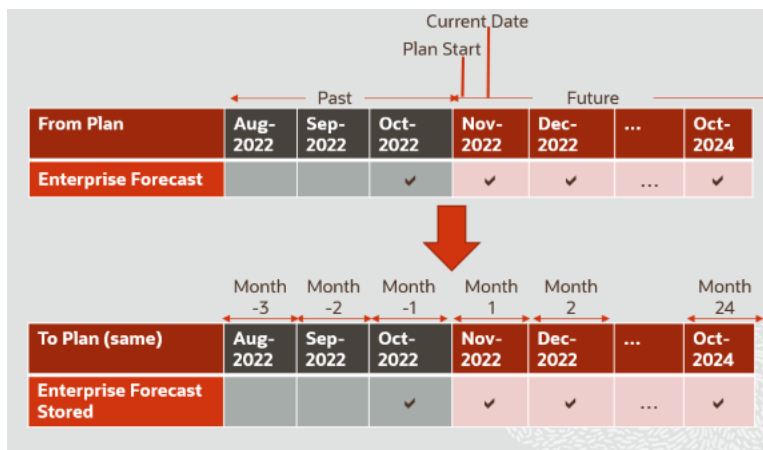 Current Date
Plan Start
Past
Future
From Plan
Aug-
2022
Sep-
2022
Oct-
2022
Nov-
2022
Dec-
2022
...
Oct-
2024
Enterprise Forecast
...
Month
-3
Month
-2
Month
-1
Month
1
Month
2
Month
24
To Plan (same)
Aug-
2022
Sep-
2022
Oct-
2022
Nov-
2022
Dec-
2022
...
Oct-
2024
Enterprise Forecast
Stored
...